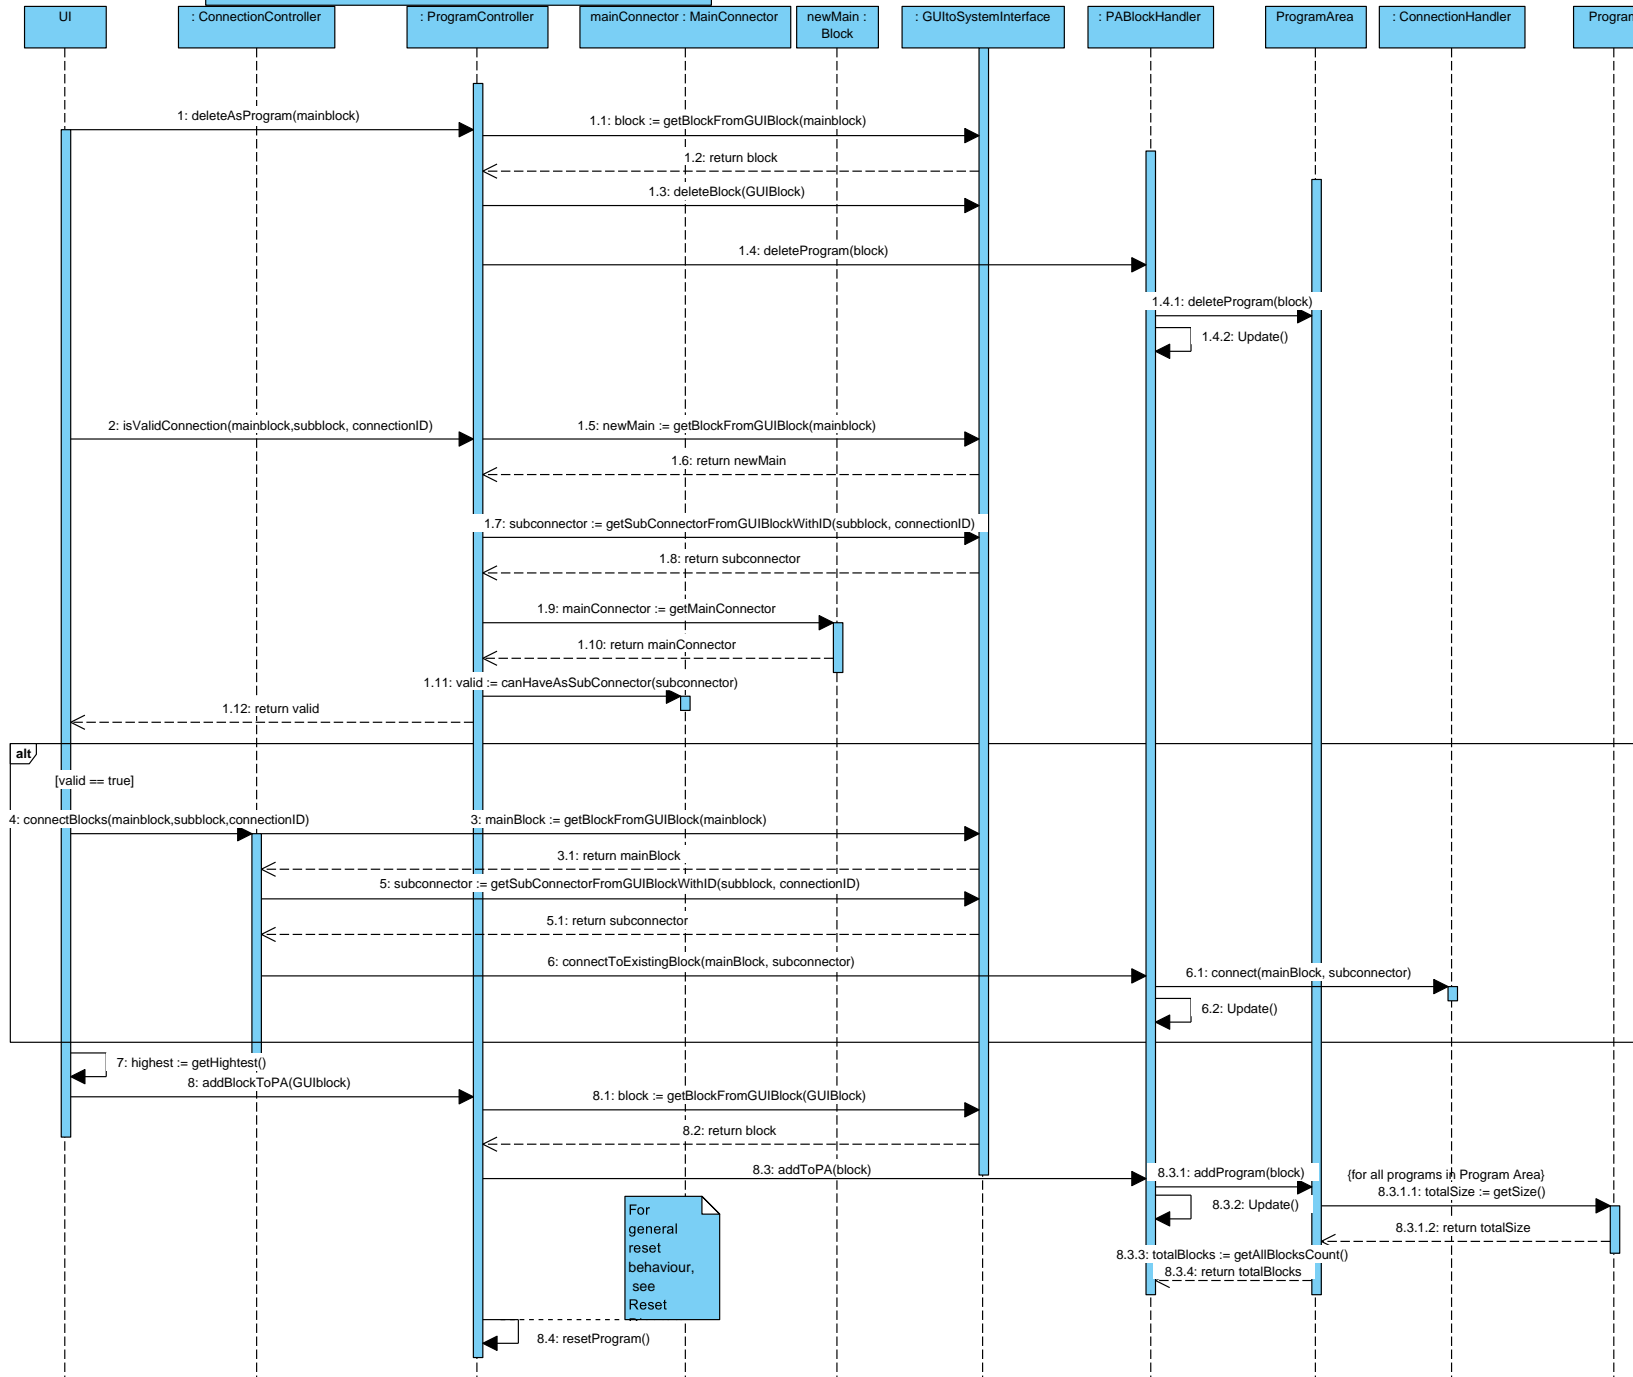 UI
: ConnectionController
: ProgramController
mainConnector : MainConnector
newMain :
Block
: GUItoSystemInterface
: PABlockHandler
ProgramArea
: ConnectionHandler
Program
1: deleteAsProgram(mainblock)
1.1: block := getBlockFromGUIBlock(mainblock)
1.2: return block
1.3: deleteBlock(GUIBlock)
1.4: deleteProgram(block)
1.4.1: deleteProgram(block)
1.4.2: Update()
2: isValidConnection(mainblock,subblock, connectionID)
1.5: newMain := getBlockFromGUIBlock(mainblock)
1.6: return newMain
1.7: subconnector := getSubConnectorFromGUIBlockWithID(subblock, connectionID)
1.8: return subconnector
1.9: mainConnector := getMainConnector
1.10: return mainConnector
1.11: valid := canHaveAsSubConnector(subconnector)
1.12: return valid
alt
[valid == true]
4: connectBlocks(mainblock,subblock,connectionID)
3: mainBlock := getBlockFromGUIBlock(mainblock)
3.1: return mainBlock
5: subconnector := getSubConnectorFromGUIBlockWithID(subblock, connectionID)
5.1: return subconnector
6: connectToExistingBlock(mainBlock, subconnector)
6.1: connect(mainBlock, subconnector)
6.2: Update()
7: highest := getHightest()
8: addBlockToPA(GUIblock)
8.1: block := getBlockFromGUIBlock(GUIBlock)
8.2: return block
8.3: addToPA(block)
8.3.1: addProgram(block)
{for all programs in Program Area}
8.3.1.1: totalSize := getSize()
8.3.2: Update()
8.3.1.2: return totalSize
8.3.3: totalBlocks := getAllBlocksCount()
8.3.4: return totalBlocks
For
general
reset
behaviour,
see
Reset
8.4: resetProgram()